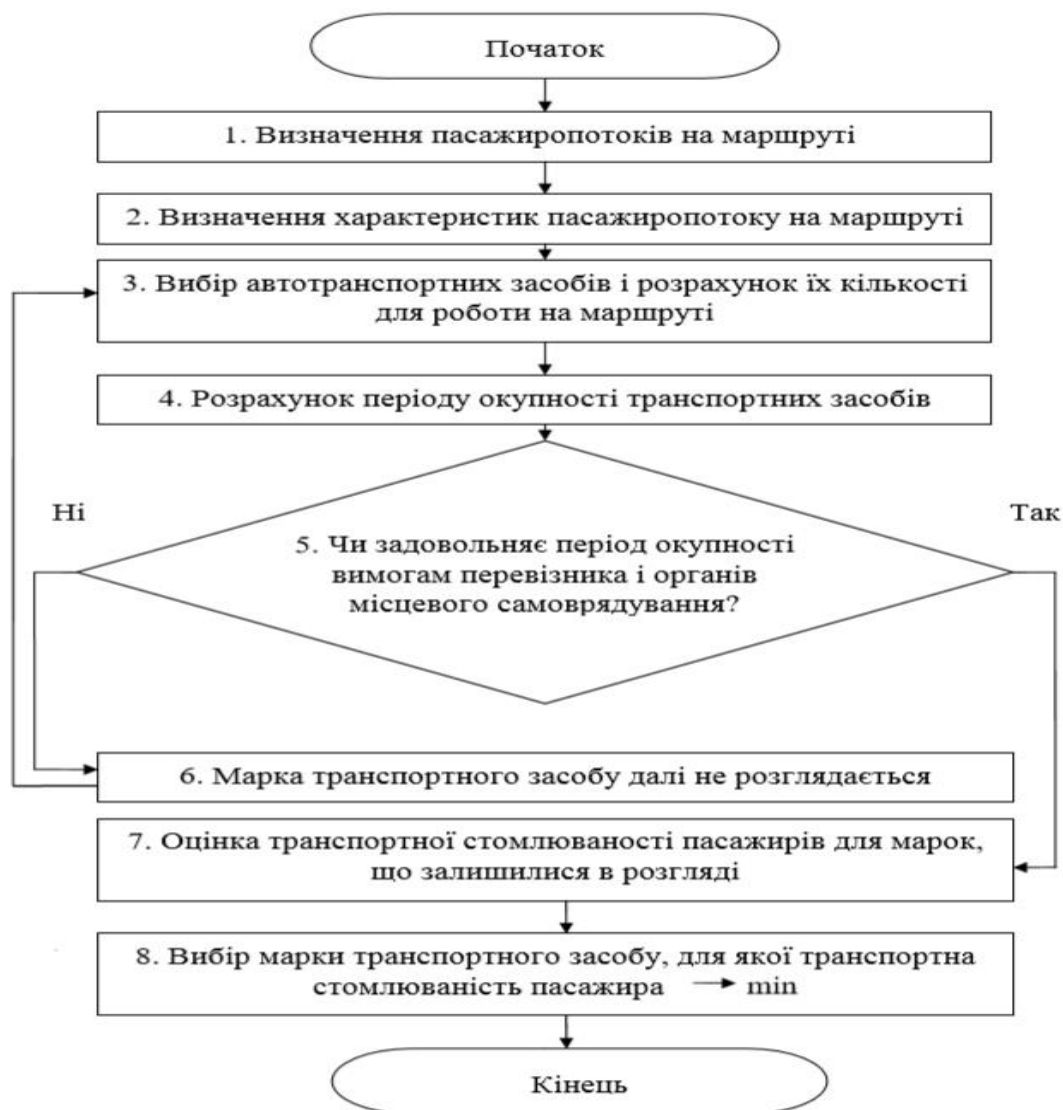 Початок
1. Визначення пасажиропотоків на маршруті
2. Визначення характеристик пасажиропотоку на маршруті
3. Вибір автотранспортних засобів і розрахунок їх кількості
для роботи на маршруті
4. Розрахунок періоду окупності транспортних засобів
Ні
Так
5. Чи задовольняє період окупності
вимогам перевізника і органів
місцевого самоврядування?
6. Марка транспортного засобу далі не розглядається
7. Оцінка транспортної стомлюваності пасажирів для марок,
що залишилися в розгляді
8. Вибір марки транспортного засобу, для якої транспортна
стомлюваність пасажира → min
Кінець